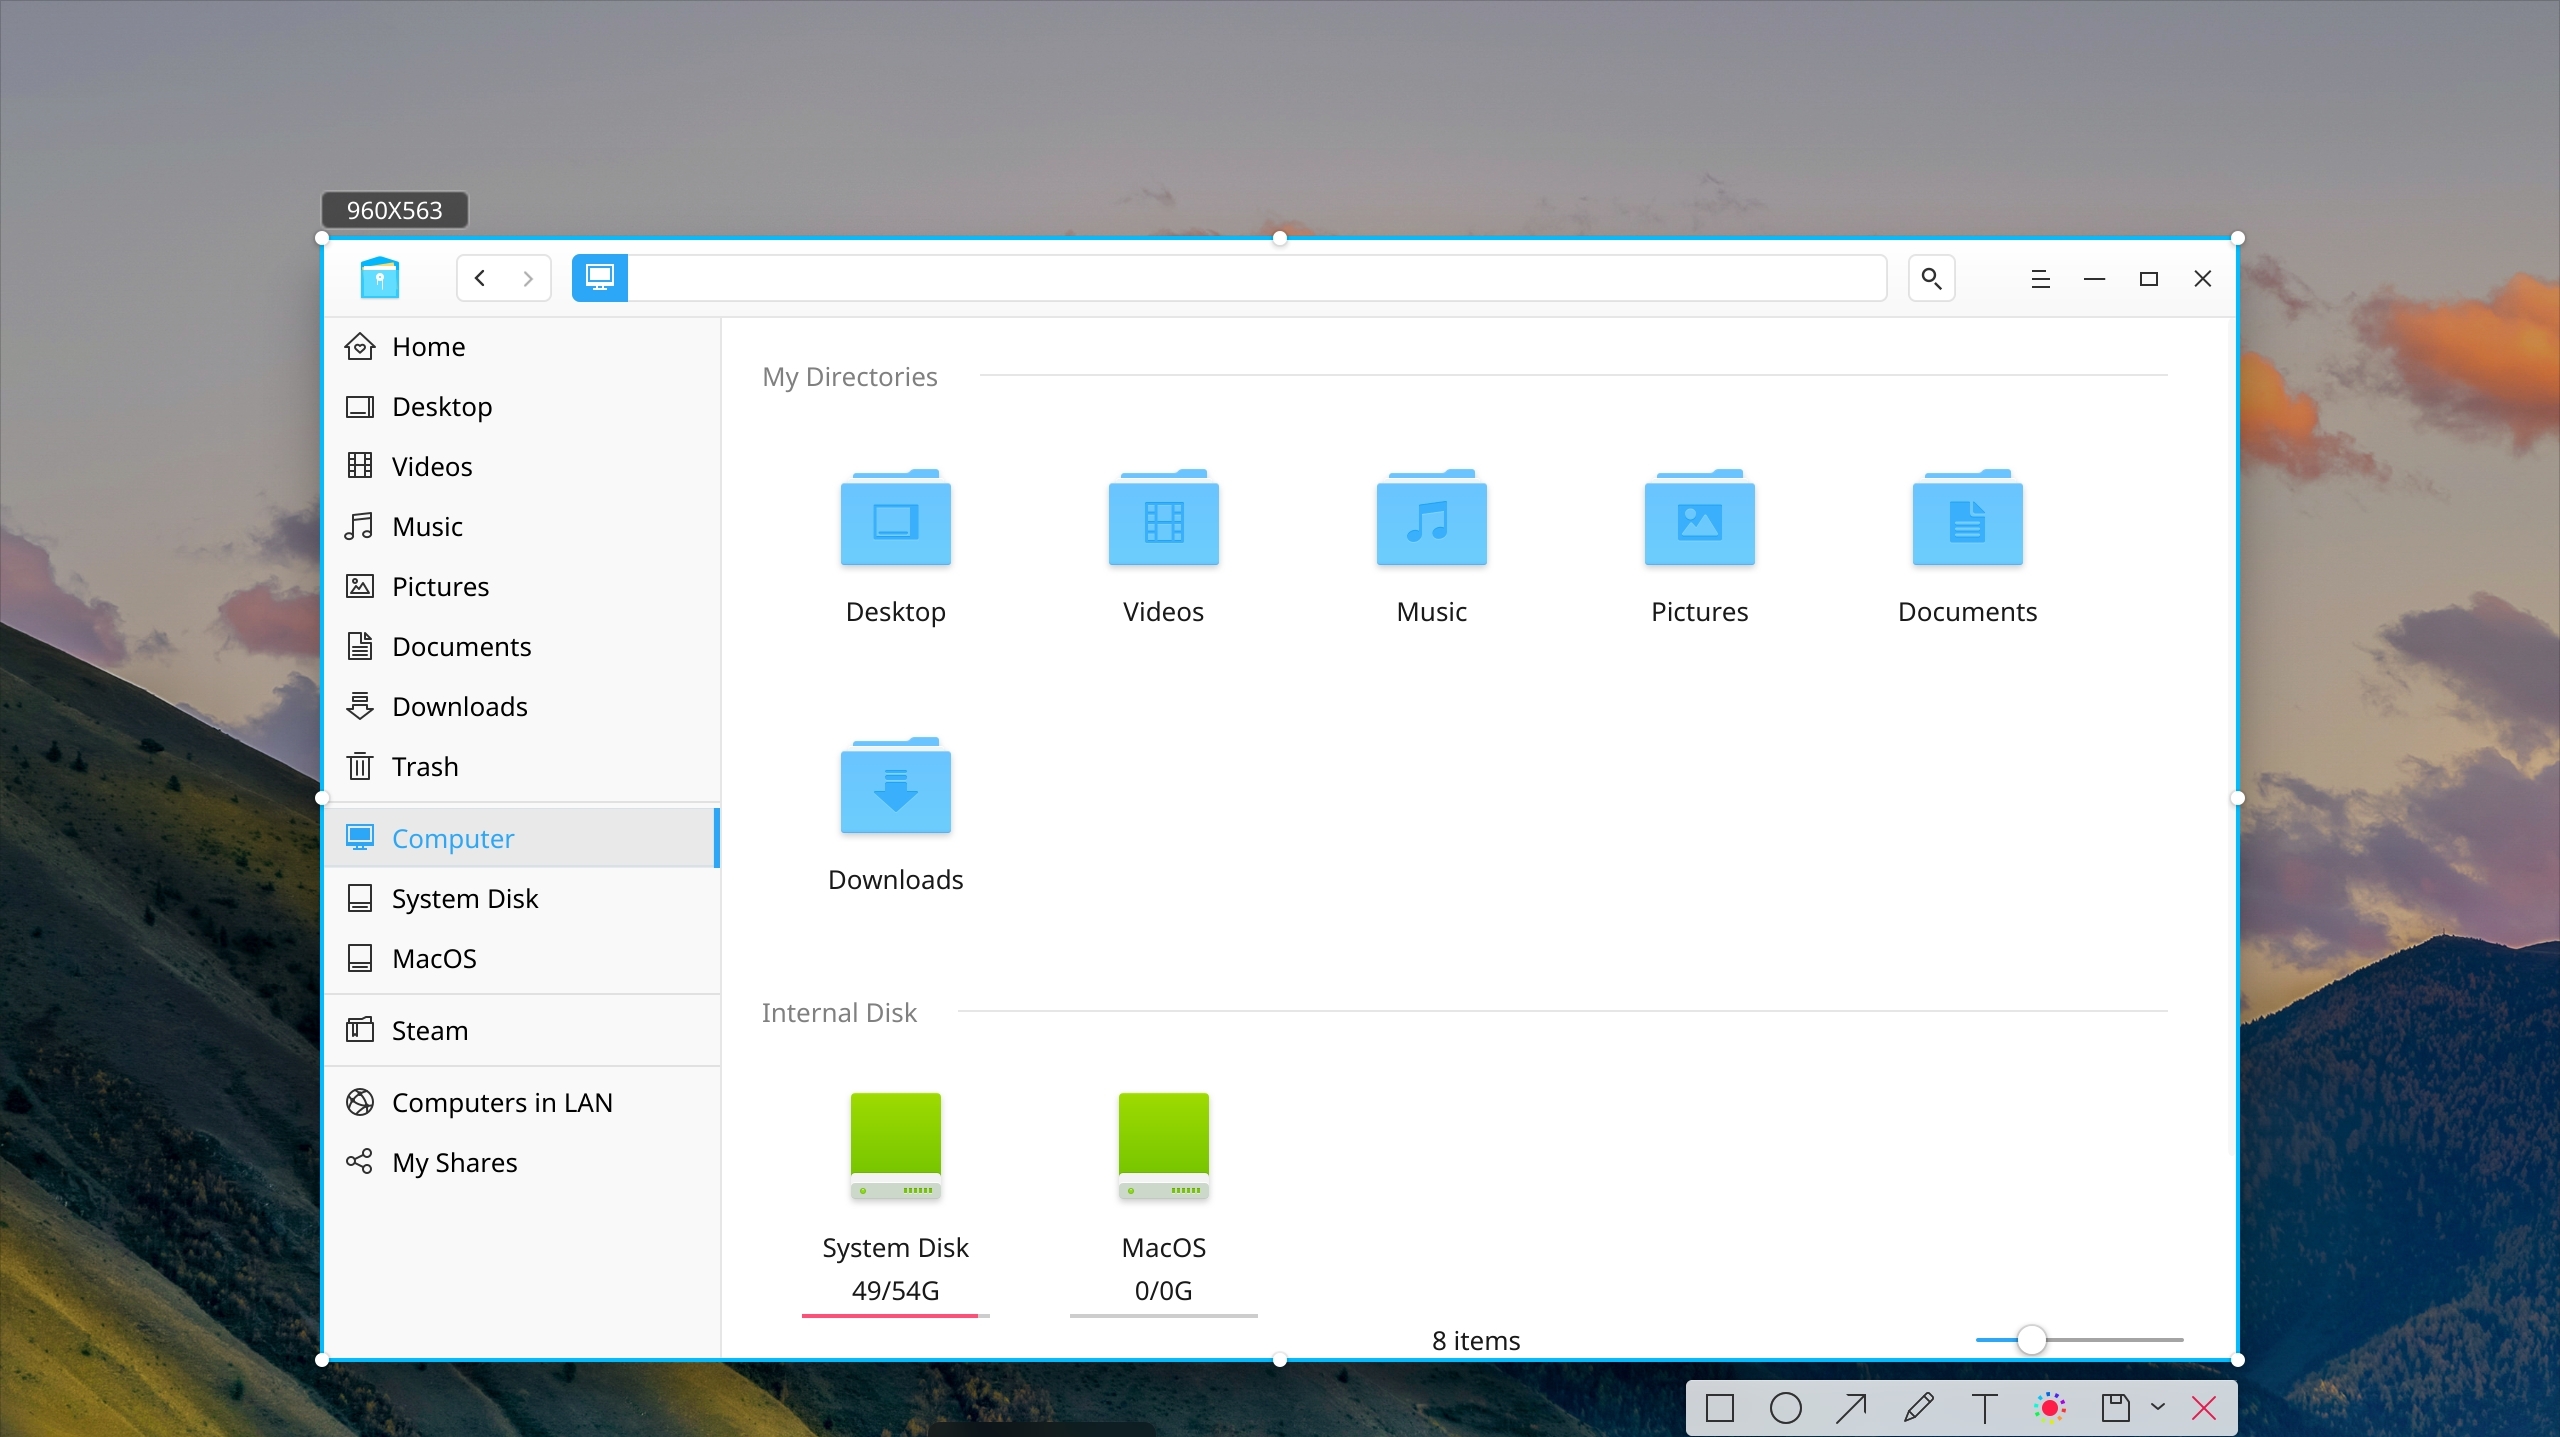 960X563
Home
Desktop
Videos
Music
Pictures
Documents
Downloads
Trash
Computer
System Disk
MacOS
Steam
Computers in LAN
My Shares
My Directories
Desktop
Videos
Music
Pictures
Documents
Downloads
Internal Disk
System Disk
49/54G
MacOS
0/0G
8 items